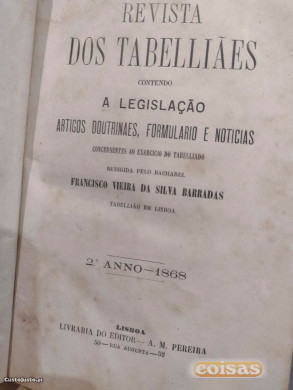 REVISTA
DOS TABELLIÃES
CONTENDO
A LEGISLAÇÃO
ARTIGOS DOUTRINAES, FORMULARIO E NOTICIAS
CONCERNENTES AO EXERCICIO DO TABELLIADO
REDIGIDA PELO BACHAREL
FRANCISCO VIEIRA DA SILVA BARRADAS
TABELLIÃO EM LISBOA
2.º ANNO—1868
LISBOA
LIVRARIA DO EDITOR—A. M. PEREIRA
50—RUA AUGUSTA—52
CustoJusto.pt
coisas